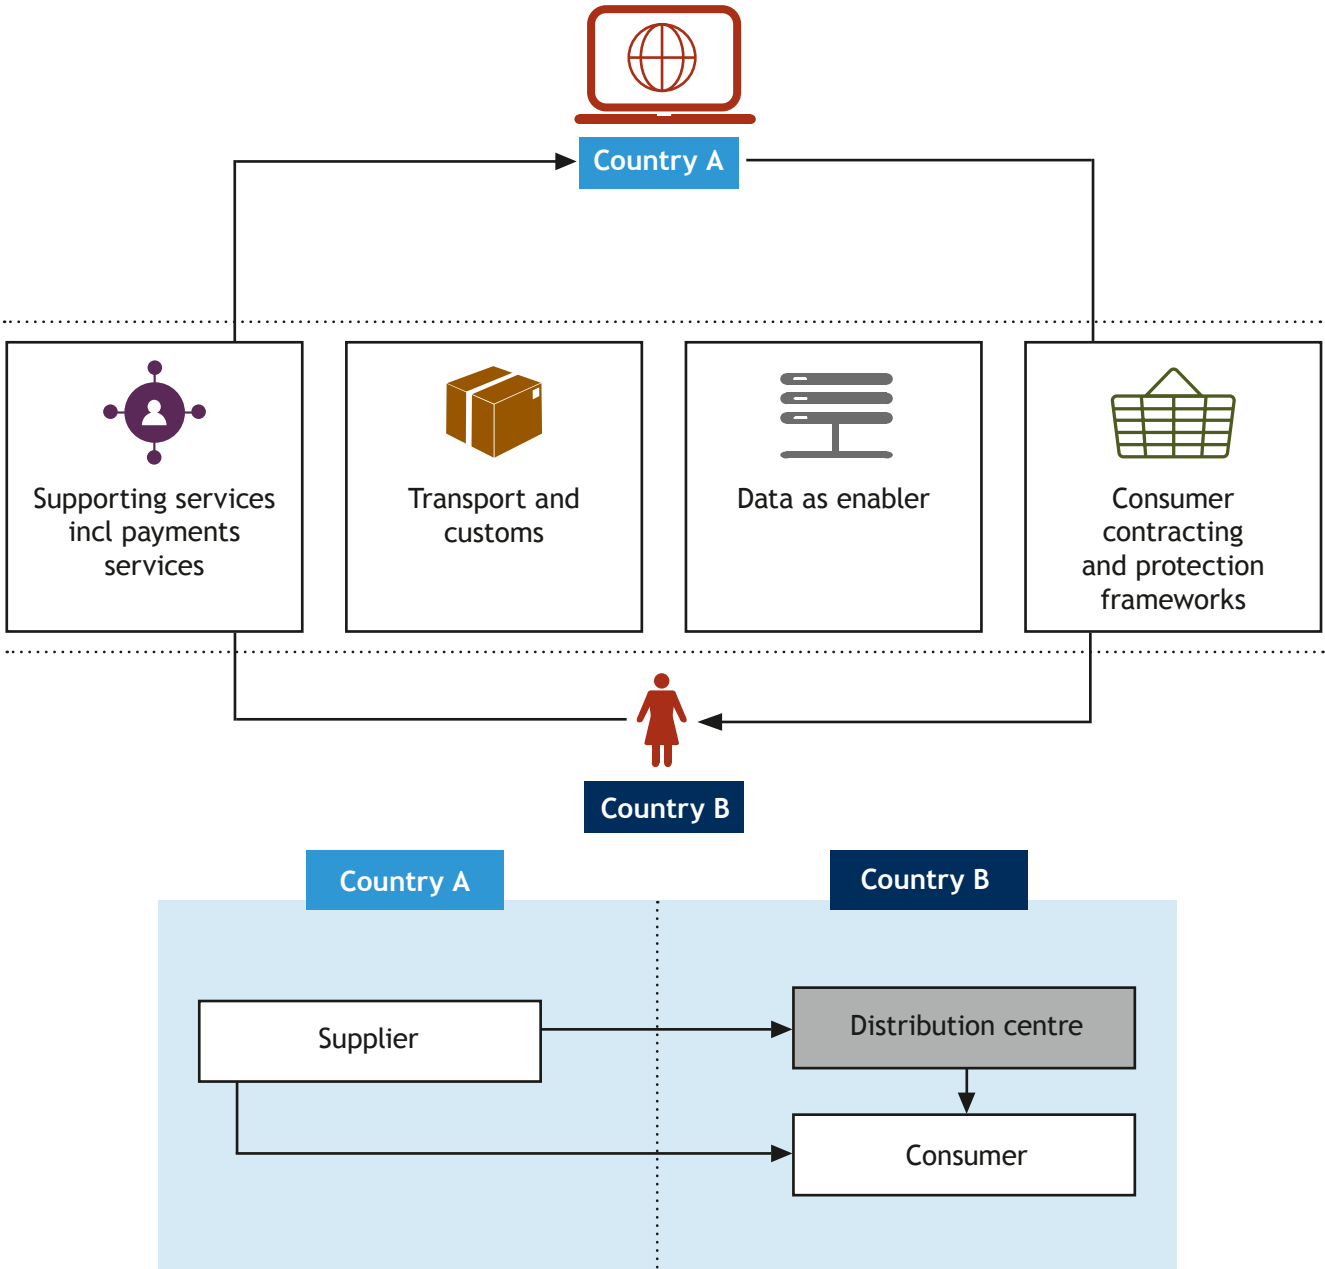 Country A
Supporting services
incl payments
services
Transport and
customs
Data as enabler
Consumer
contracting
and protection
frameworks
Country B
Country A
Country B
Supplier
Distribution centre
Consumer